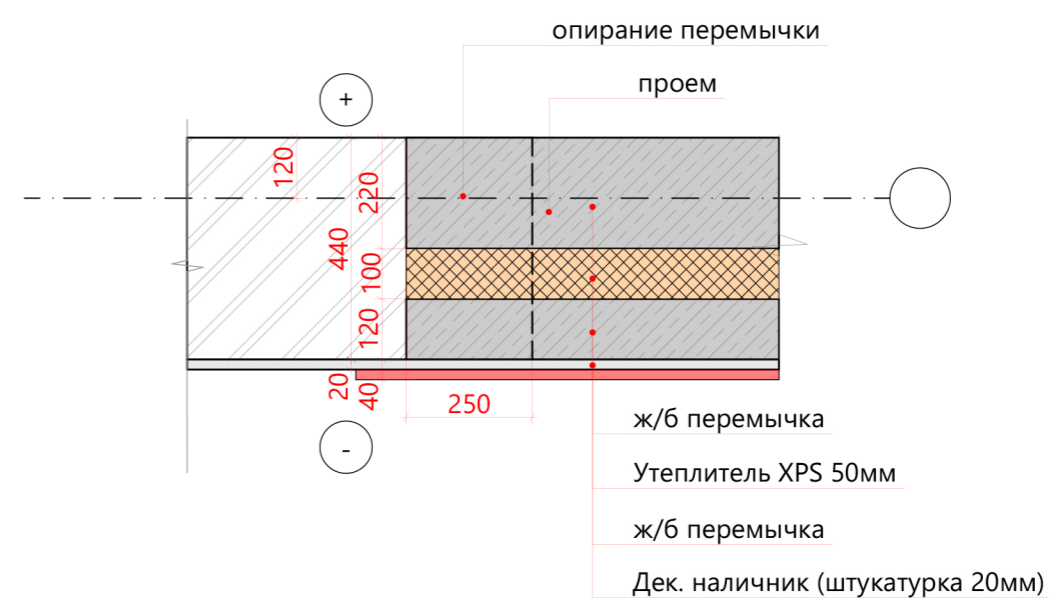 опирание перемычки
проем
+
120
220
440
100
120
20
40
250
-
ж/б перемычка
Утеплитель XPS 50мм
ж/б перемычка
Дек. наличник (штукатурка 20мм)